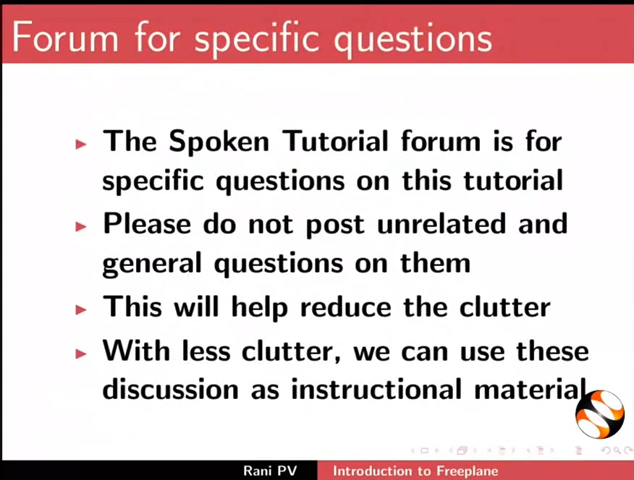 Forum for specific questions
The Spoken Tutorial forum is for
specific questions on this tutorial
Please do not post unrelated and
general questions on them
This will help reduce the clutter
With less clutter, we can use these
discussion as instructional material
Rani PV Introduction to Freeplane